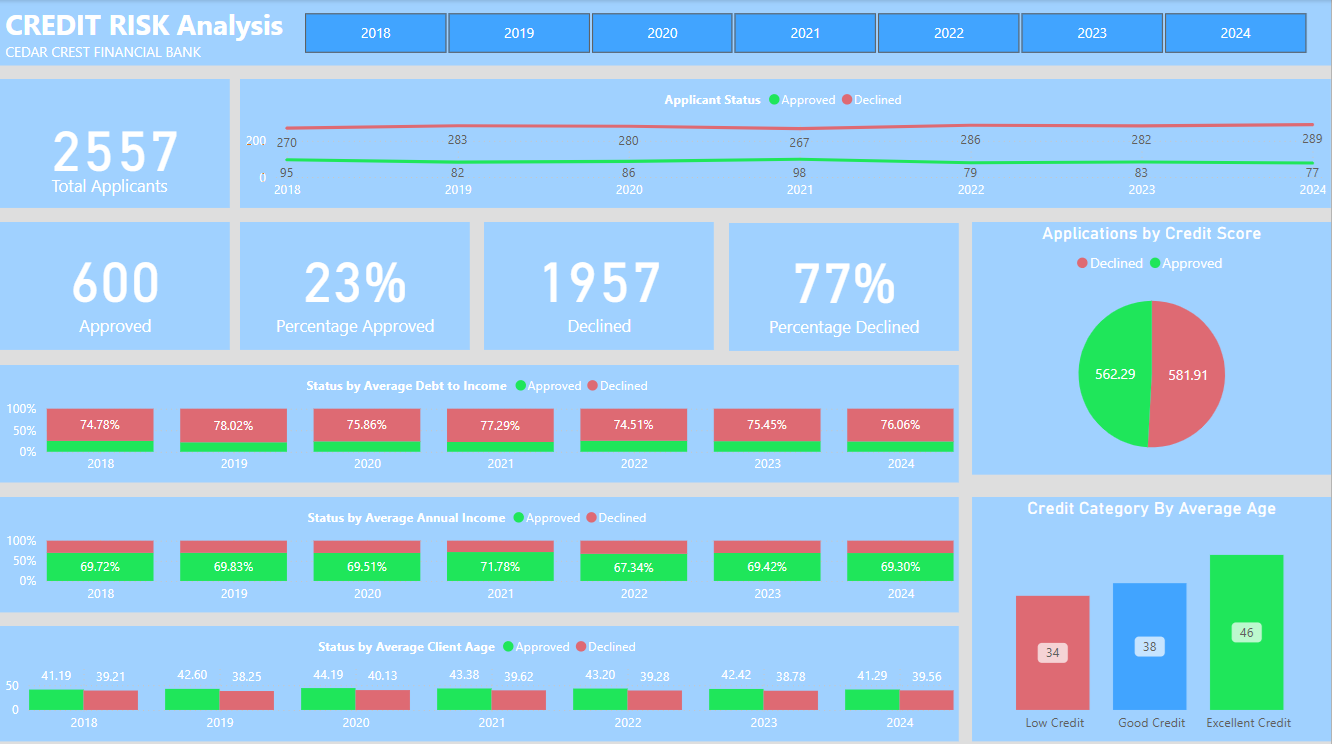 CREDIT RISK Analysis
CEDAR CREST FINANCIAL BANK
2018 2019 2020 2021 2022 2023 2024
2557
Total Applicants
Applicant Status Approved Declined
200
0
270 283 280 267 286 282 289
95 82 86 98 79 83 77
2018 2019 2020 2021 2022 2023 2024
600
Approved
23%
Percentage Approved
1957
Declined
77%
Percentage Declined
Applications by Credit Score
Declined Approved
562.29 581.91
Status by Average Debt to Income Approved Declined
100%
50%
0%
74.78% 78.02% 75.86% 77.29% 74.51% 75.45% 76.06%
2018 2019 2020 2021 2022 2023 2024
Status by Average Annual Income Approved Declined
100%
50%
0%
69.72% 69.83% 69.51% 71.78% 67.34% 69.42% 69.30%
2018 2019 2020 2021 2022 2023 2024
Status by Average Client Aage Approved Declined
50
0
41.19 39.21 42.60 38.25 44.19 40.13 43.38 39.62 43.20 39.28 42.42 38.78 41.29 39.56
2018 2019 2020 2021 2022 2023 2024
Credit Category By Average Age
34 38 46
Low Credit Good Credit Excellent Credit